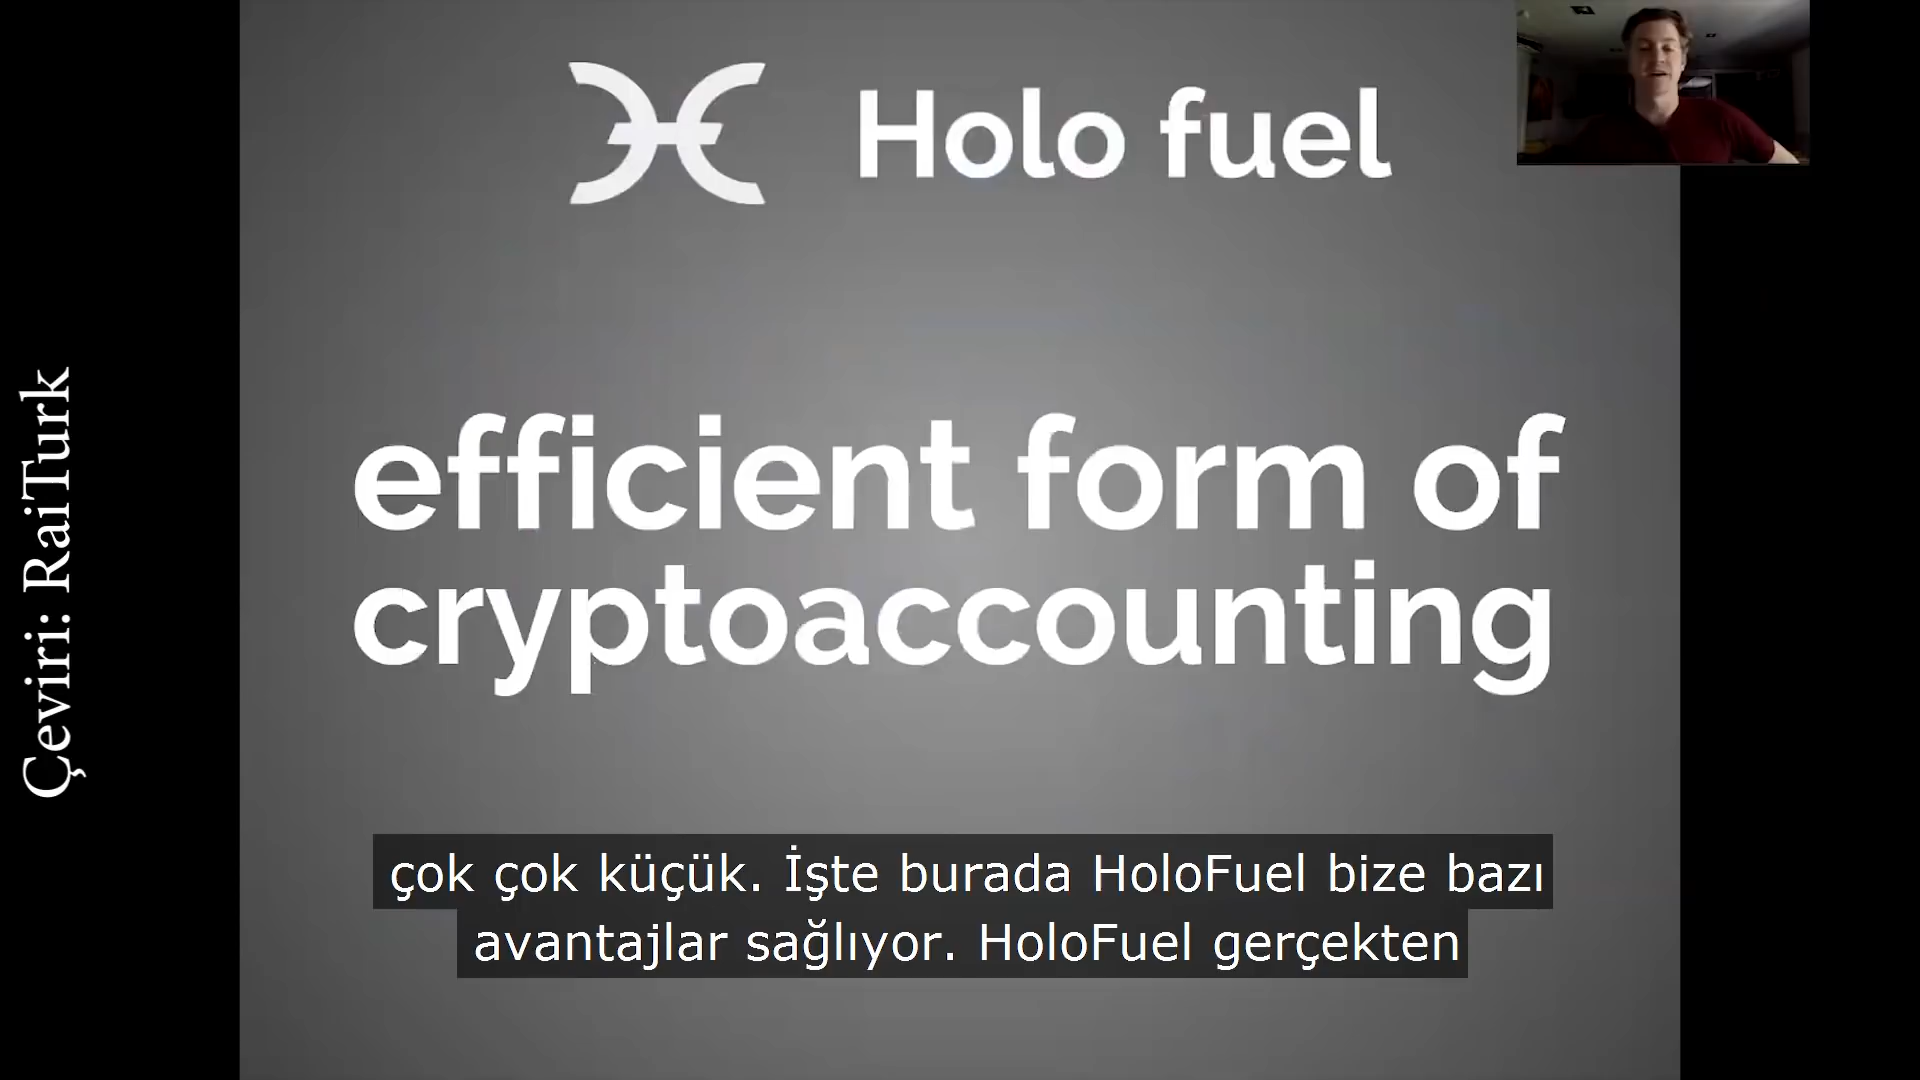 Holo fuel
efficient form of
cryptoaccounting
Çeviri: RaiTurk
çok çok küçük. İşte burada HoloFuel bize bazı
avantajlar sağlıyor. HoloFuel gerçekten